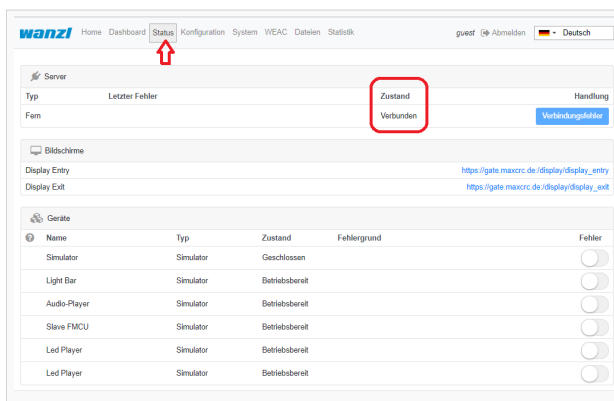 wanzl Home Dashboard Status Konfiguration System WEAC Dateien Statistik guest Abmelden Deutsch
Server
Typ Letzter Fehler Zustand Handlung
Fern Verbunden Verbindungsfehler
Bildschirme
Display Entry https://gate.maxcrc.de:/display/display_entry
Display Exit https://gate.maxcrc.de:/display/display_exit
Geräte
Name Typ Zustand Fehlergrund Fehler
Simulator Simulator Geschlossen
Light Bar Simulator Betriebsbereit
Audio-Player Simulator Betriebsbereit
Slave FMCU Simulator Betriebsbereit
Led Player Simulator Betriebsbereit
Led Player Simulator Betriebsbereit